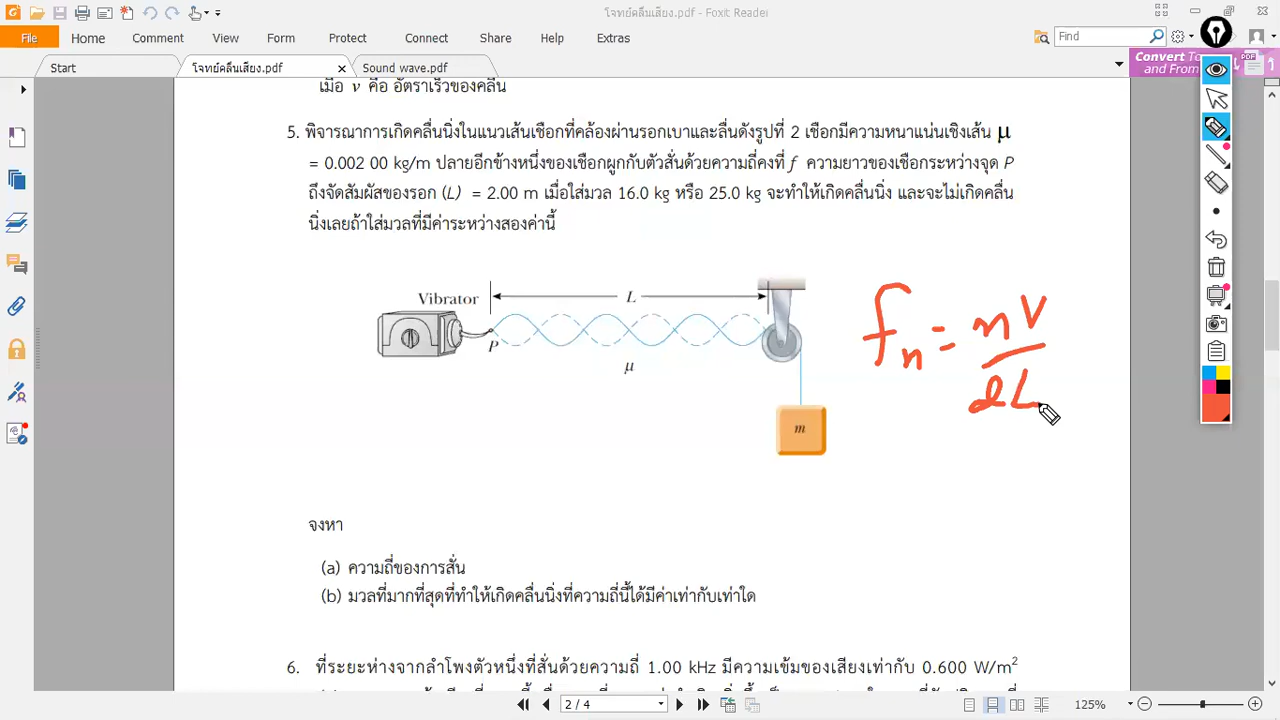 โจทย์คลื่นเสียง.pdf - Foxit Reader
File Home Comment View Form Protect Connect Share Help Extras Find
Start โจทย์คลื่นเสียง.pdf Sound wave.pdf Convert To PDF
and From
เมื่อ v คือ อัตราเร็วของคลื่น
5. พิจารณาการเกิดคลื่นนิ่งในแนวเส้นเชือกที่คล้องผ่านรอกเบาและลื่นดังรูปที่ 2 เชือกมีความหนาแน่นเชิงเส้น μ
= 0.002 00 kg/m ปลายอีกข้างหนึ่งของเชือกผูกกับตัวสั่นด้วยความถี่คงที่ f ความยาวของเชือกระหว่างจุด P
ถึงจัดสัมผัสของรอก (L) = 2.00 m เมื่อใส่มวล 16.0 kg หรือ 25.0 kg จะทำให้เกิดคลื่นนิ่ง และจะไม่เกิดคลื่น
นิ่งเลยถ้าใส่มวลที่มีค่าระหว่างสองค่านี้
Vibrator L
P
μ
m
fn = nV
2L
จงหา
(a) ความถี่ของการสั่น
(b) มวลที่มากที่สุดที่ทำให้เกิดคลื่นนิ่งที่ความถี่นี้ได้มีค่าเท่ากับเท่าใด
6. ที่ระยะห่างจากลำโพงตัวหนึ่งที่สั่นด้วยความถี่ 1.00 kHz มีความเข้มของเสียงเท่ากับ 0.600 W/m2
2 / 4 125%